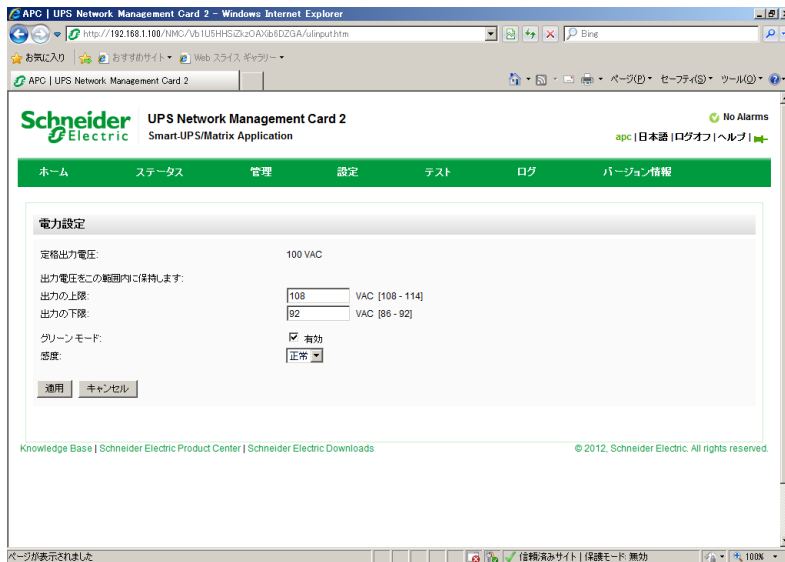 APC | UPS Network Management Card 2 - Windows Internet Explorer
http://192.168.1.100/NMC/Vb1U5HHSiZkzOAXib6DZGA/ulinput.htm
Bing
お気に入り おすすめサイト Web スライス ギャラリー
APC | UPS Network Management Card 2
ページ(P) セーフティ(S) ツール(O)
Schneider Electric
UPS Network Management Card 2
Smart-UPS/Matrix Application
No Alarms
apc | 日本語 | ログオフ | ヘルプ |
ホーム ステータス 管理 設定 テスト ログ バージョン情報
電力設定
定格出力電圧: 100 VAC
出力電圧をこの範囲内に保持します:
出力の上限: 108 VAC [108 - 114]
出力の下限: 92 VAC [86 - 92]
グリーン モード: 有効
感度: 正常
適用 キャンセル
Knowledge Base | Schneider Electric Product Center | Schneider Electric Downloads
© 2012, Schneider Electric. All rights reserved.
ページが表示されました
信頼済みサイト | 保護モード: 無効
100%